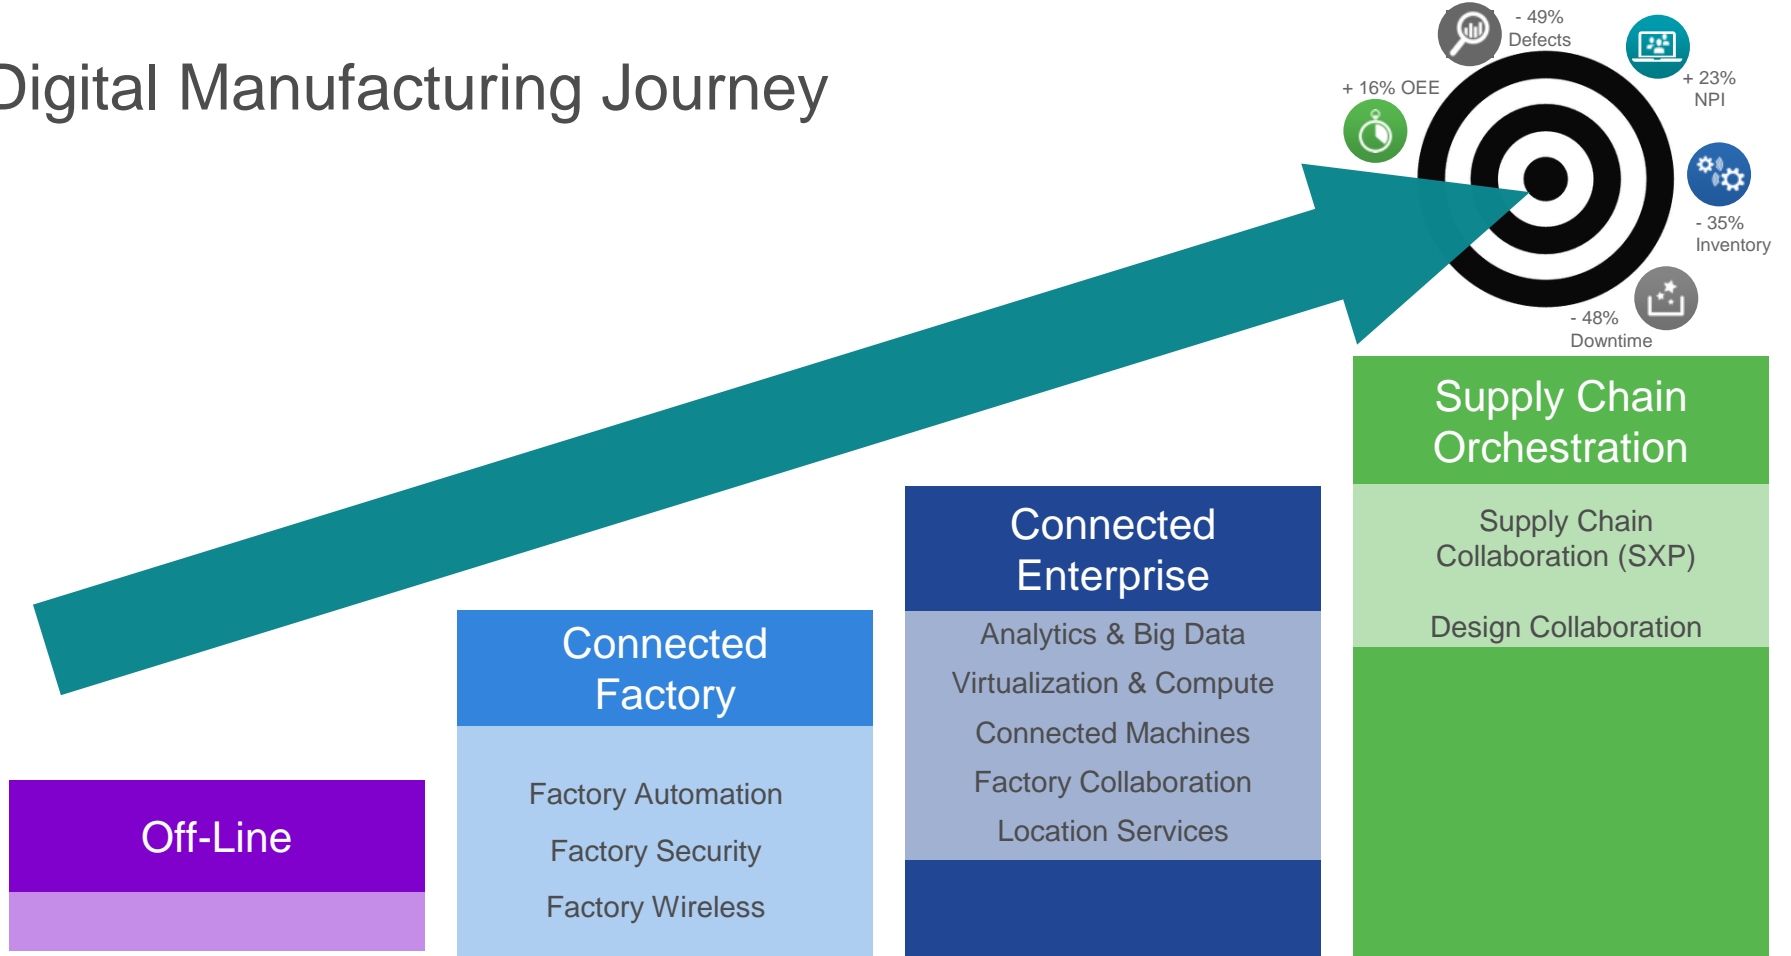 Digital Manufacturing Journey
- 49%
Defects
+ 23%
NPI
+ 16% OEE
- 35%
Inventory
- 48%
Downtime
Off-Line
Connected
Factory
Factory Automation
Factory Security
Factory Wireless
Connected
Enterprise
Analytics & Big Data
Virtualization & Compute
Connected Machines
Factory Collaboration
Location Services
Supply Chain
Orchestration
Supply Chain
Collaboration (SXP)
Design Collaboration